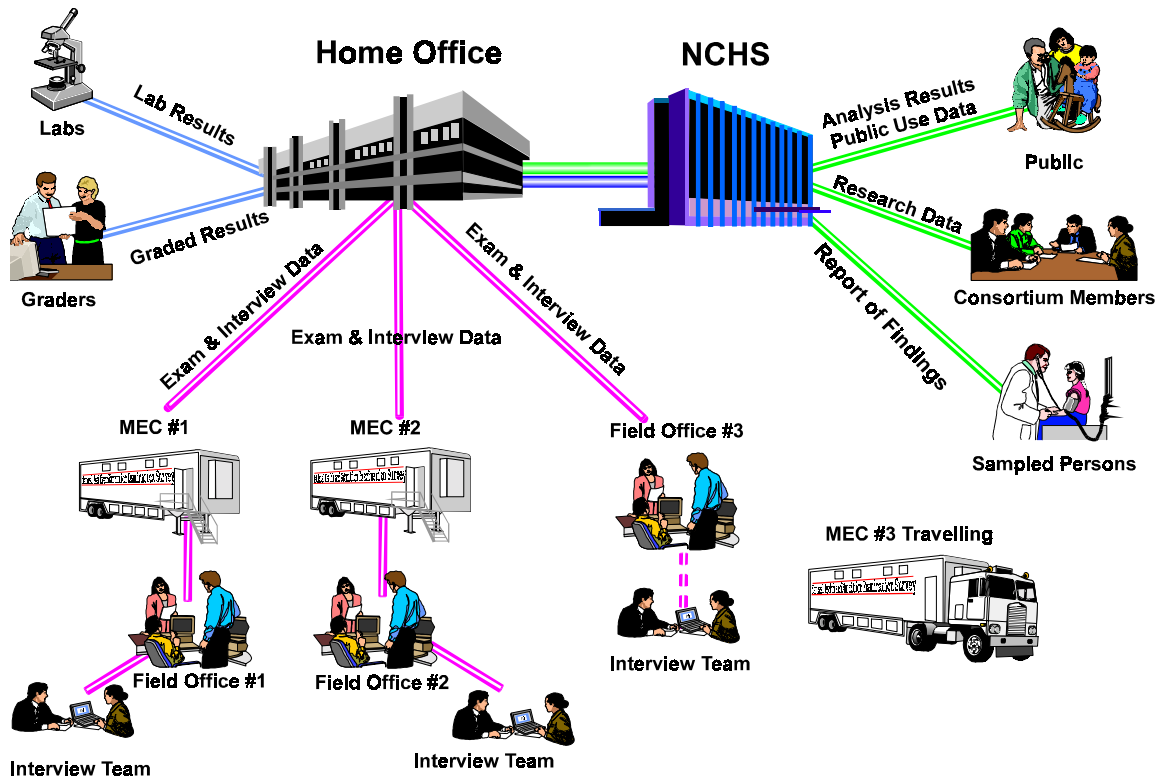 Home Office
NCHS
Labs
Lab Results
Graders
Graded Results
Analysis Results
Public Use Data
Public
Research Data
Consortium Members
Report of Findings
Sampled Persons
Exam & Interview Data
Exam & Interview Data
Exam & Interview Data
MEC #1
MEC #2
Field Office #3
MEC #3 Travelling
Field Office #1
Field Office #2
Interview Team
Interview Team
Interview Team